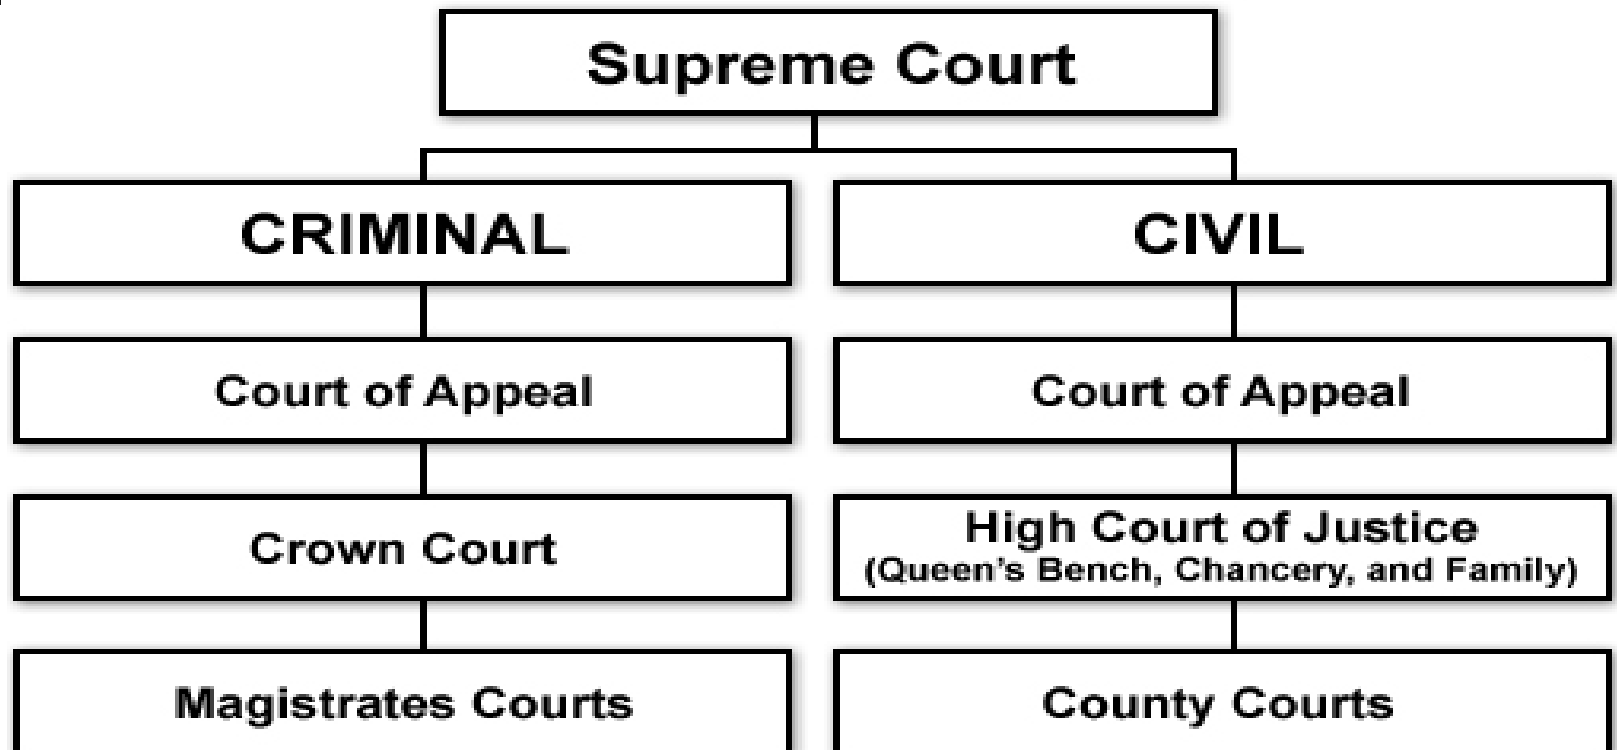 Supreme Court
CRIMINAL
CIVIL
Court of Appeal
Court of Appeal
Crown Court
High Court of Justice
(Queen's Bench, Chancery, and Family)
Magistrates Courts
County Courts